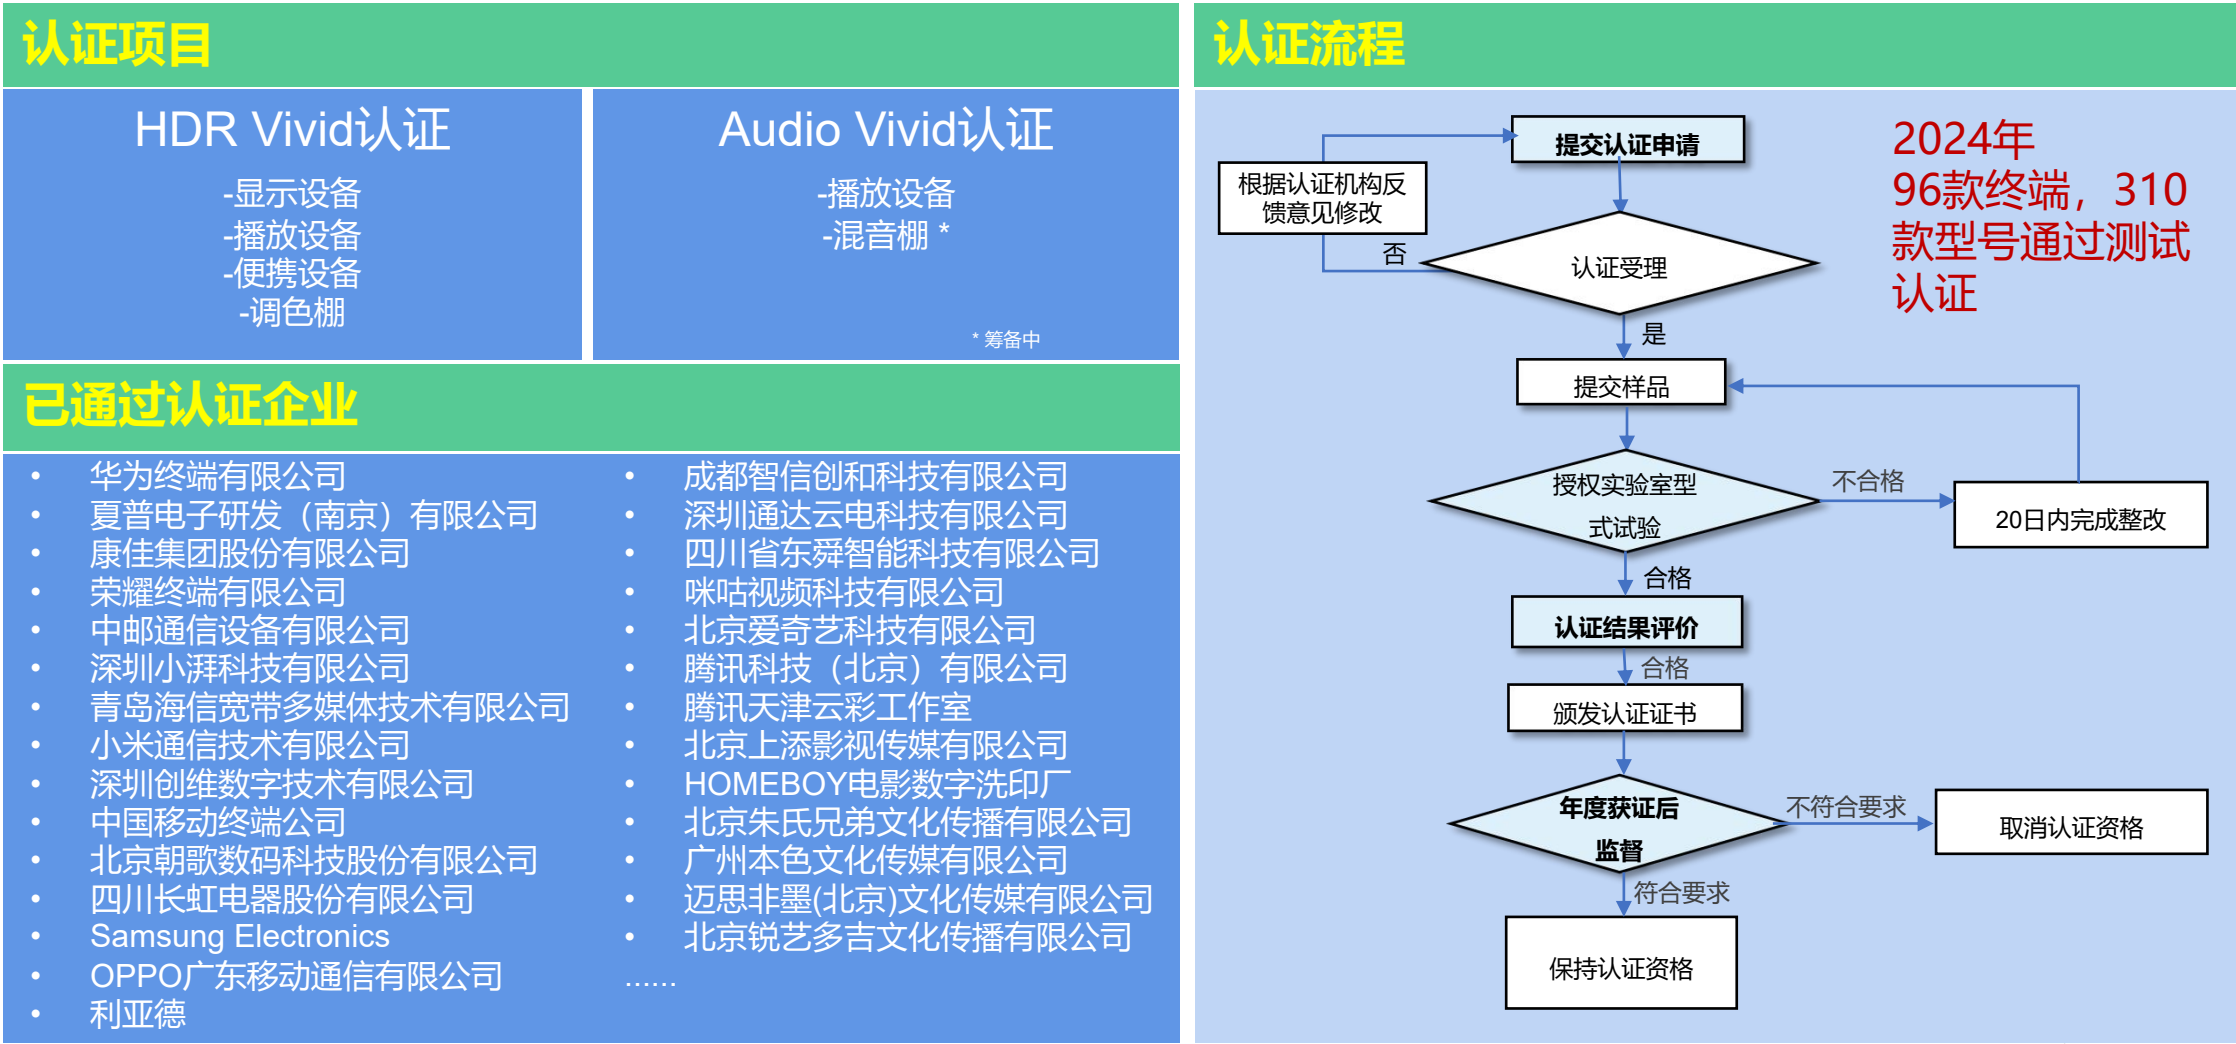 认证项目
HDR Vivid认证
-显示设备
-播放设备
-便携设备
-调色棚
Audio Vivid认证
-播放设备
-混音棚 *
* 筹备中
已通过认证企业
• 华为终端有限公司
• 夏普电子研发（南京）有限公司
• 康佳集团股份有限公司
• 荣耀终端有限公司
• 中邮通信设备有限公司
• 深圳小湃科技有限公司
• 青岛海信宽带多媒体技术有限公司
• 小米通信技术有限公司
• 深圳创维数字技术有限公司
• 中国移动终端公司
• 北京朝歌数码科技股份有限公司
• 四川长虹电器股份有限公司
• Samsung Electronics
• OPPO广东移动通信有限公司
• 利亚德
• 成都智信创和科技有限公司
• 深圳通达云电科技有限公司
• 四川省东舜智能科技有限公司
• 咪咕视频科技有限公司
• 北京爱奇艺科技有限公司
• 腾讯科技（北京）有限公司
• 腾讯天津云彩工作室
• 北京上添影视传媒有限公司
• HOMEBOY电影数字洗印厂
• 北京朱氏兄弟文化传播有限公司
• 广州本色文化传媒有限公司
• 迈思非墨(北京)文化传媒有限公司
• 北京锐艺多吉文化传播有限公司
......
认证流程
2024年
96款终端，310
款型号通过测试
认证
提交认证申请
根据认证机构反
馈意见修改
否
认证受理
是
提交样品
授权实验室型
式试验
不合格
20日内完成整改
合格
认证结果评价
合格
颁发认证证书
年度获证后
监督
不符合要求
取消认证资格
符合要求
保持认证资格